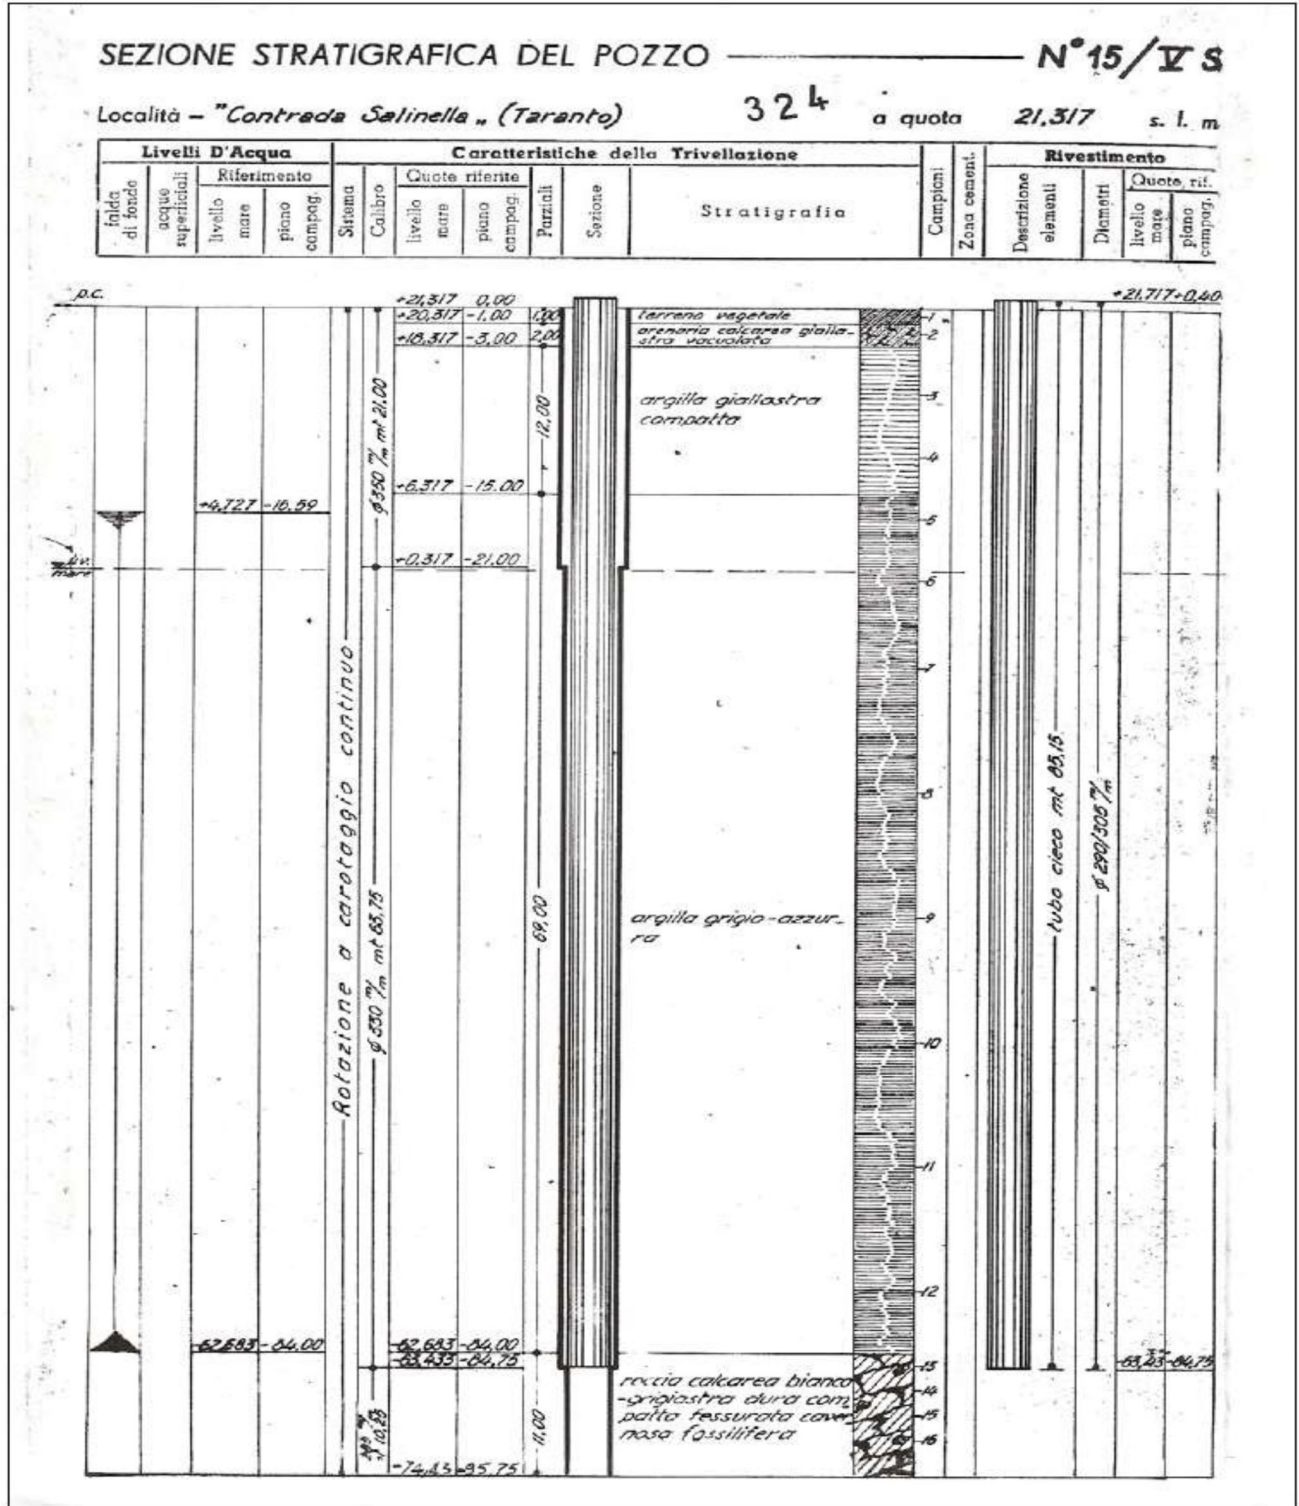 SEZIONE STRATIGRAFICA DEL POZZO N° 15/V S
Località - "Contrada Salinella" (Taranto) 324 a quota 21,317 s. l. m
Livelli D'Acqua
Caratteristiche della Trivellazione
Rivestimento
falda di fondo
acque superficiali
Riferimento
livello mare
piano campag.
Sistema
Calibro
Quote riferite
livello mare
piano campag.
Parziali
Sezione
Stratigrafia
Campioni
Zona cement.
Descrizione elementi
Diametri
Quote, rif.
livello mare
piano campag.
p.c.
+21,317 0,00
+21,717+0,40
+20,317 -1,00 1,00 terreno vegetale 1
+18,317 -3,00 2,00 arenaria calcarea gialla-
stra vacuolata
2
12,00
argilla giallastra
compatta
3
4
+6,317 -15,00
+4,727 -16,59
5
mare
+0,317 -21,00
6
7
8
9
10
11
12
Rotazione a carotaggio continuo
ø 350 m/m mt 21,00
ø 330 m/m mt 63,75
69,00
argilla grigio-azzur-
ra
tubo cieco mt 85,15
ø 290/305 m/m
-62,683 -84,00
-62,683 -84,00
-63,433 -84,75
-63,43 -84,75
13
14
15
16
roccia calcarea bianco
-grigiastra dura com
patta fessurata caver
nosa fossilifera
11,00
-74,43 -95,75